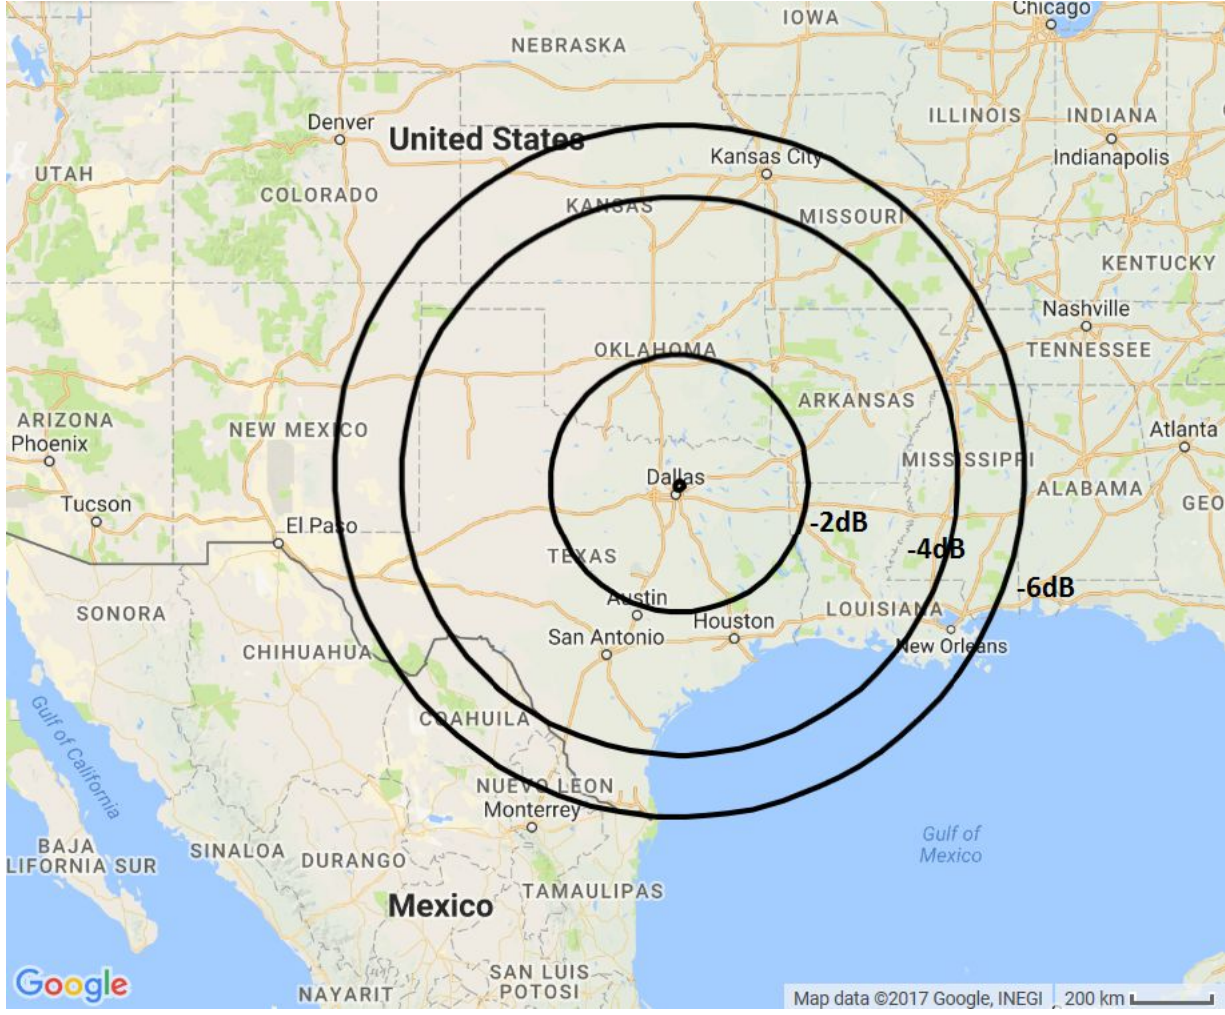 Chicago
IOWA
NEBRASKA
ILLINOIS
INDIANA
Denver
United States
Kansas City
Indianapolis
UTAH
COLORADO
KANSAS
MISSOURI
KENTUCKY
Nashville
OKLAHOMA
TENNESSEE
ARKANSAS
ARIZONA
NEW MEXICO
Phoenix
Atlanta
MISSISSIPPI
Dallas
ALABAMA
Tucson
GEO
El Paso
-2dB
-4dB
TEXAS
-6dB
Austin
SONORA
LOUISIANA
Houston
San Antonio
New Orleans
CHIHUAHUA
Gulf of California
COAHUILA
NUEVO LEON
Monterrey
Gulf of
Mexico
BAJA
LIFORNIA SUR
SINALOA
DURANGO
TAMAULIPAS
Mexico
SAN LUIS
POTOSI
NAYARIT
Google
Map data ©2017 Google, INEGI
200 km